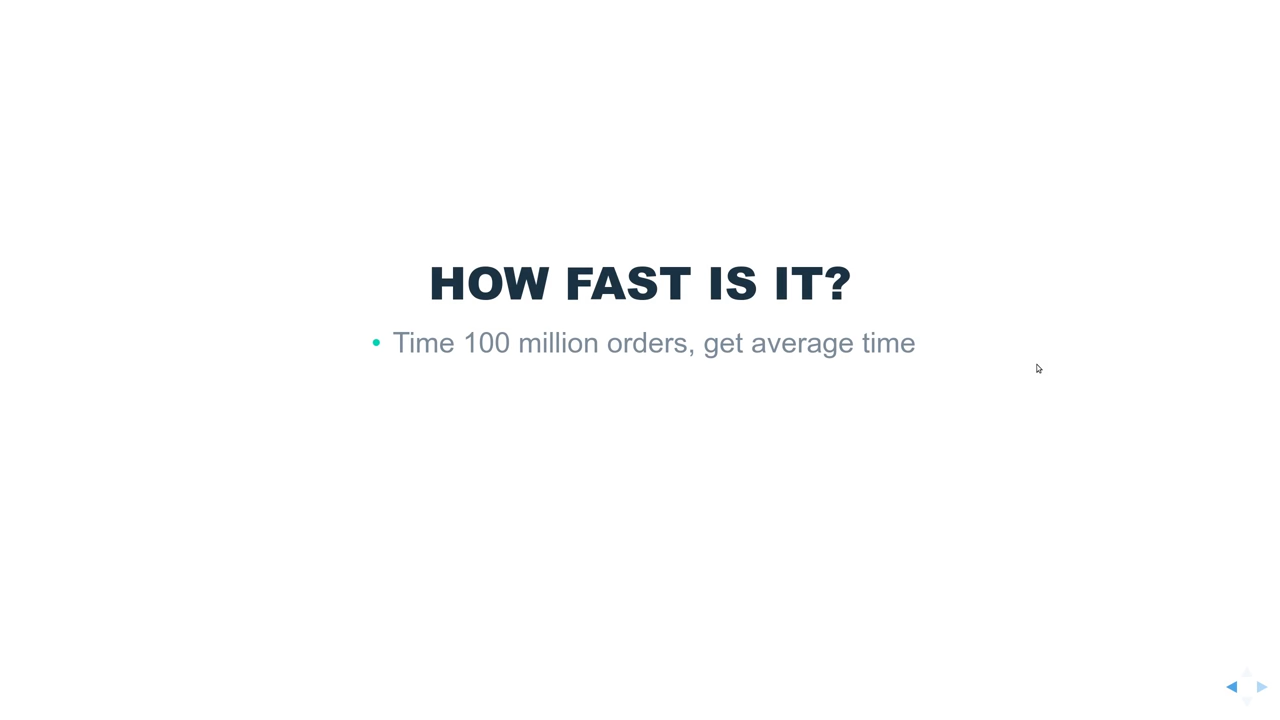 HOW FAST IS IT?
• Time 100 million orders, get average time